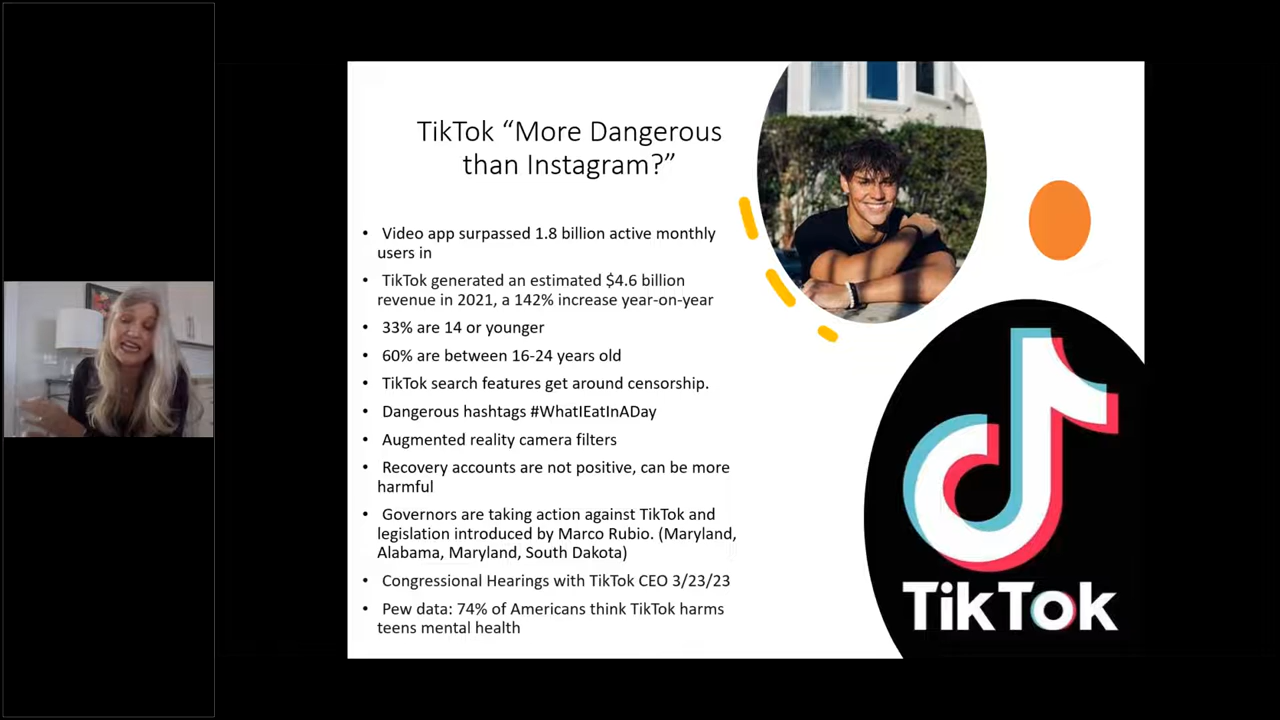 TikTok “More Dangerous
than Instagram?”
• Video app surpassed 1.8 billion active monthly
users in
• TikTok generated an estimated $4.6 billion
revenue in 2021, a 142% increase year-on-year
• 33% are 14 or younger
• 60% are between 16-24 years old
• TikTok search features get around censorship.
• Dangerous hashtags #WhatIEatInADay
• Augmented reality camera filters
• Recovery accounts are not positive, can be more
harmful
• Governors are taking action against TikTok and
legislation introduced by Marco Rubio. (Maryland,
Alabama, Maryland, South Dakota)
• Congressional Hearings with TikTok CEO 3/23/23
• Pew data: 74% of Americans think TikTok harms
teens mental health
TikTok